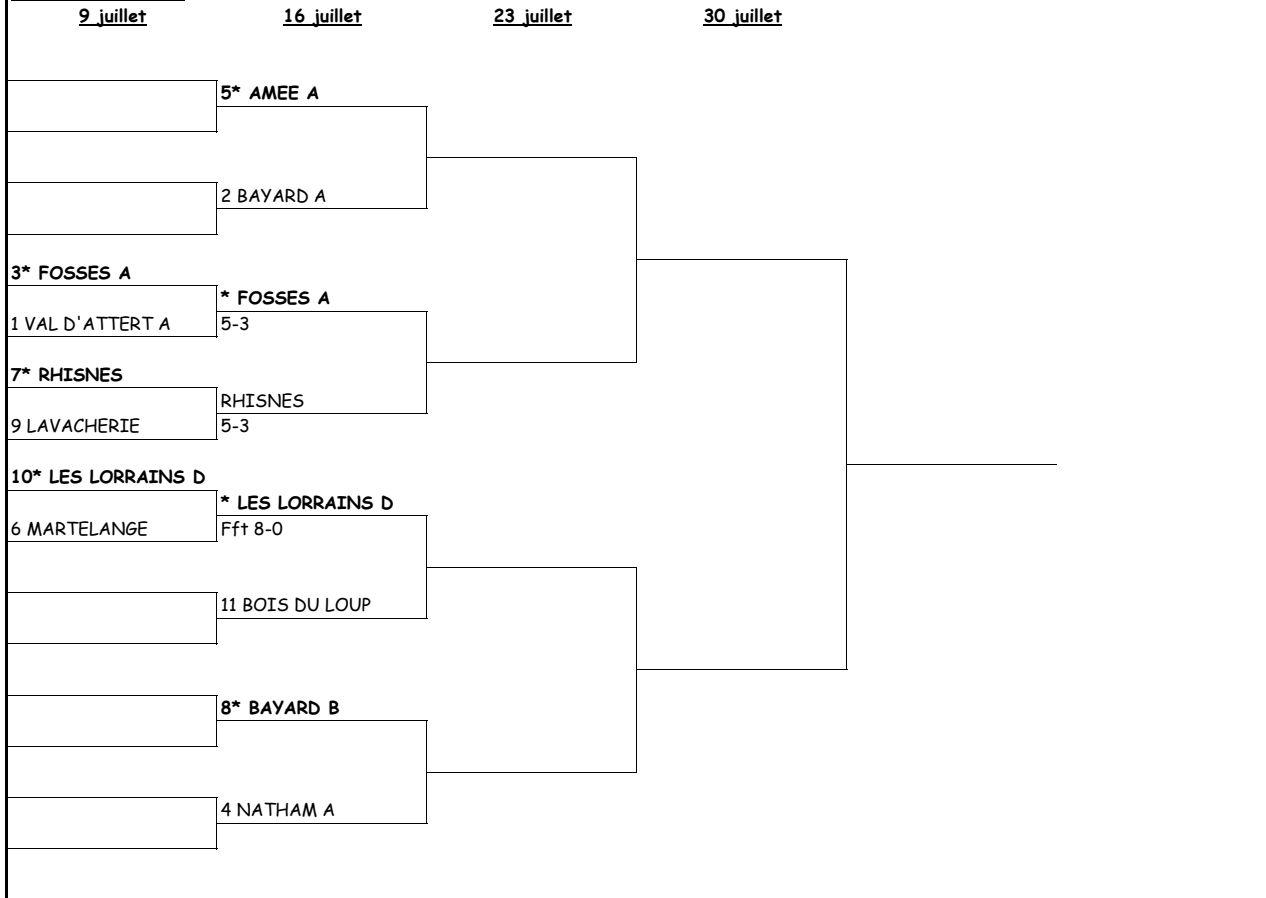 9 juillet 16 juillet 23 juillet 30 juillet
5* AMEE A
2 BAYARD A
3* FOSSES A
* FOSSES A
1 VAL D'ATTERT A 5-3
7* RHISNES
RHISNES
9 LAVACHERIE 5-3
10* LES LORRAINS D
* LES LORRAINS D
6 MARTELANGE Fft 8-0
11 BOIS DU LOUP
8* BAYARD B
4 NATHAM A